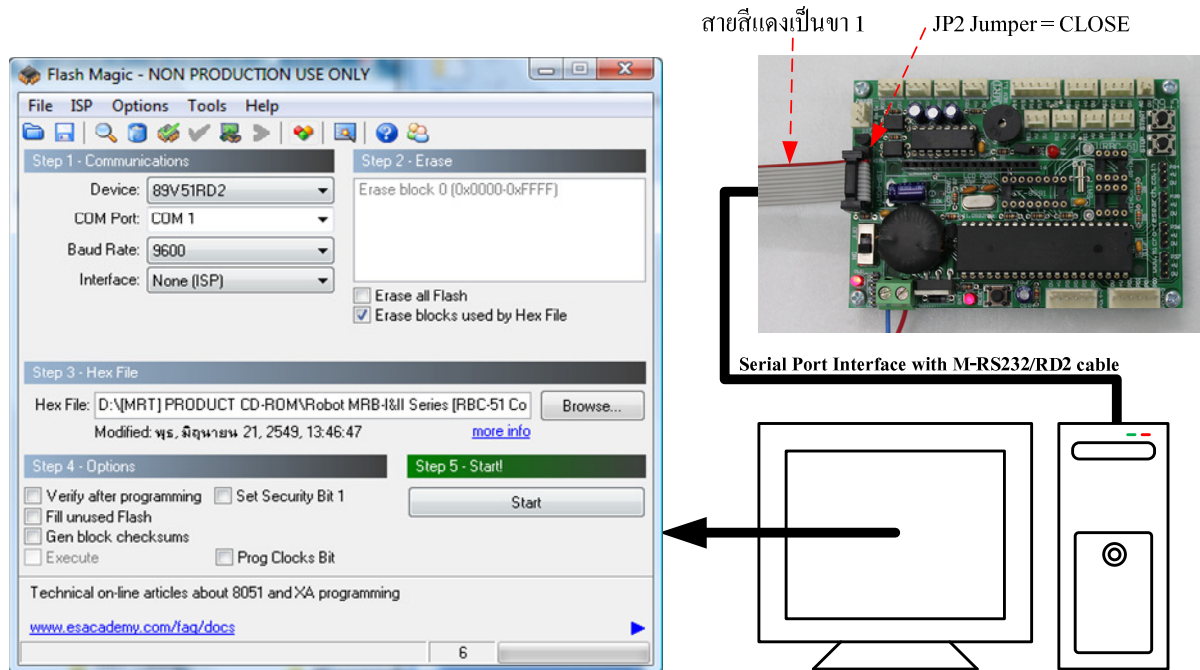 สายสีแดงเป็นขา 1
JP2 Jumper = CLOSE
Flash Magic - NON PRODUCTION USE ONLY
File ISP Options Tools Help
Step 1 - Communications
Device: 89V51RD2
COM Port: COM 1
Baud Rate: 9600
Interface: None (ISP)
Step 2 - Erase
Erase block 0 (0x0000-0xFFFF)
Erase all Flash
Erase blocks used by Hex File
Step 3 - Hex File
Hex File: D:\[MRT] PRODUCT CD-ROM\Robot MRB-I&II Series [RBC-51 Co
Browse...
Modified: พุธ, มิถุนายน 21, 2549, 13:46:47
more info
Step 4 - Options
Verify after programming
Set Security Bit 1
Fill unused Flash
Gen block checksums
Execute
Prog Clocks Bit
Step 5 - Start!
Start
Technical on-line articles about 8051 and XA programming
www.esacademy.com/faq/docs
6
Serial Port Interface with M-RS232/RD2 cable